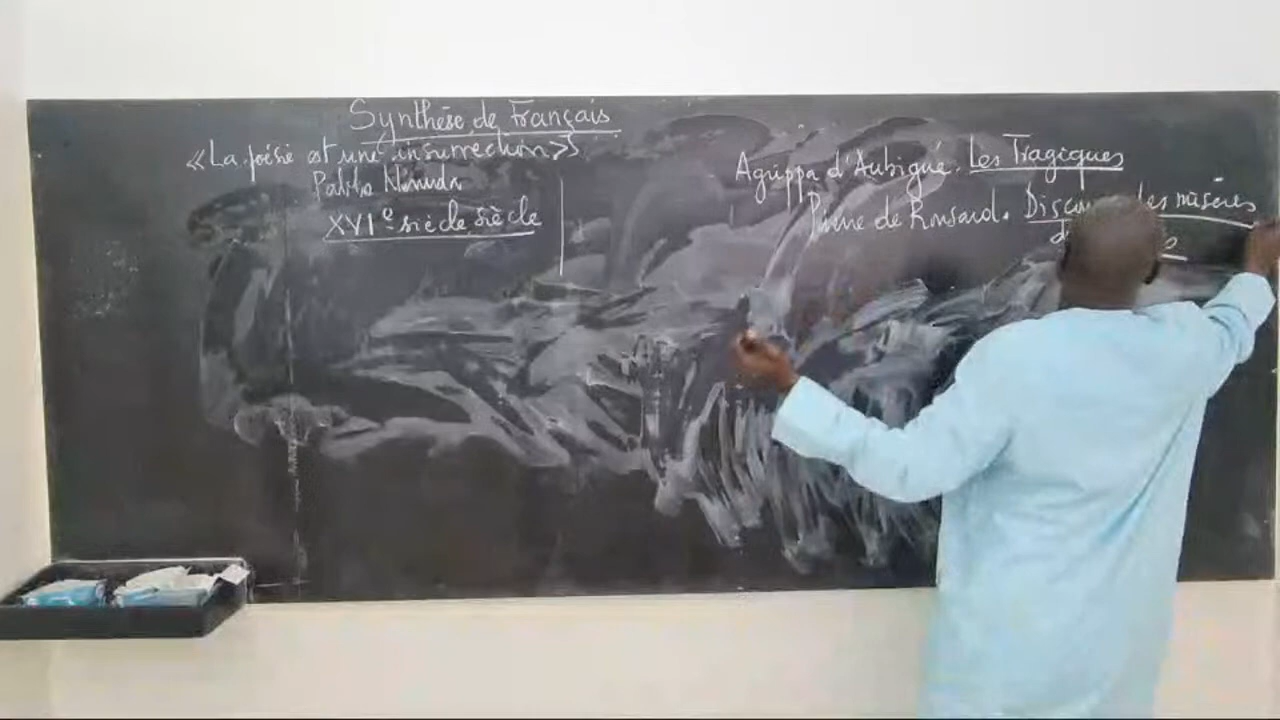 Synthèse de Français
«La poésie est une insurrection»
Pablo Neruda
XVIe siècle siècle
Agrippa d'Aubigné. Les Tragiques
Pierre de Ronsard. des misères